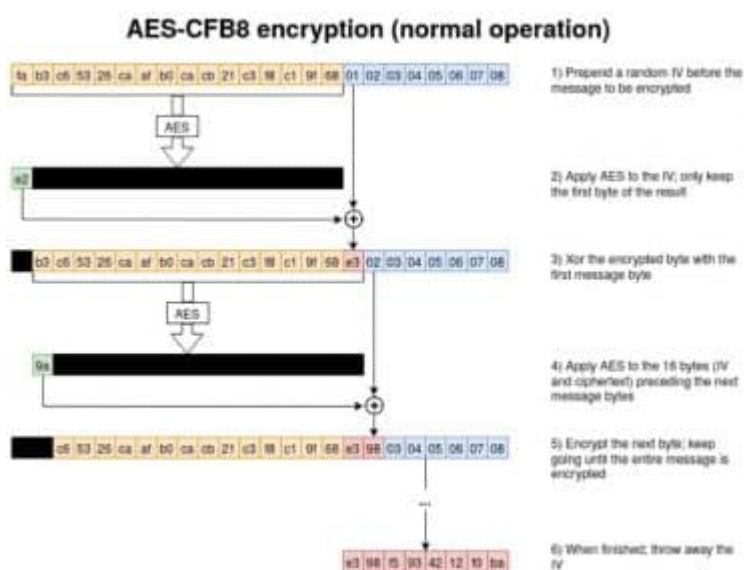 AES-CFB8 encryption (normal operation)
fa b3 c6 53 26 ca af b0 ca cb 21 c3 f8 c1 9f 68 01 02 03 04 05 06 07 08
1) Prepend a random IV before the
message to be encrypted
AES
e2
2) Apply AES to the IV; only keep
the first byte of the result
b3 c6 53 26 ca af b0 ca cb 21 c3 f8 c1 9f 68 e3 02 03 04 05 06 07 08
3) Xor the encrypted byte with the
first message byte
AES
9a
4) Apply AES to the 16 bytes (IV
and ciphertext) preceding the next
message bytes
c6 53 26 ca af b0 ca cb 21 c3 f8 c1 9f 68 e3 98 03 04 05 06 07 08
5) Encrypt the next byte; keep
going until the entire message is
encrypted
...
e3 98 f5 93 42 12 f0 ba
6) When finished; throw away the
IV